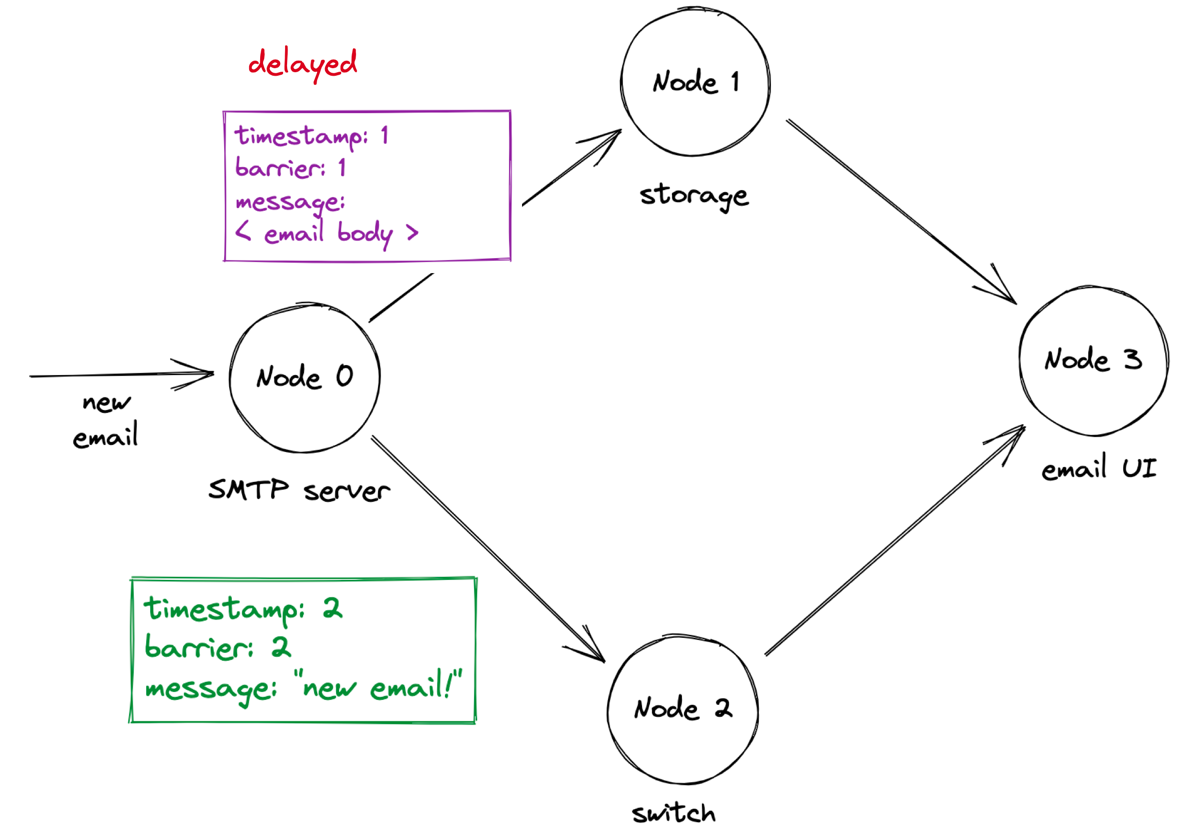 delayed
timestamp: 1
barrier: 1
message:
< email body >
Node 1
storage
new
email
Node 0
SMTP server
Node 3
email UI
timestamp: 2
barrier: 2
message: "new email!"
Node 2
switch